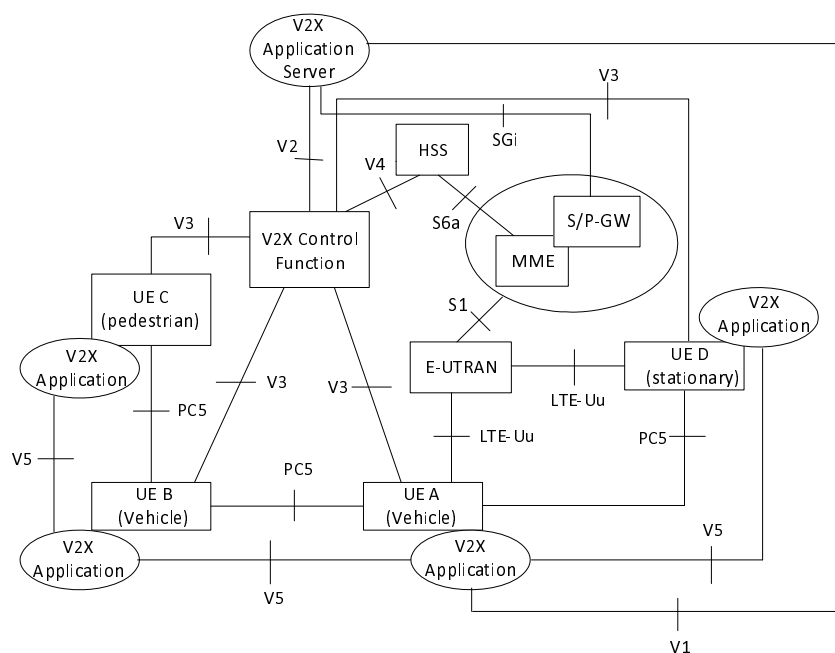 V2X
Application
Server
V3
SGi
V2
HSS
V4
S6a
S/P-GW
V3
V2X Control
Function
MME
UE C
(pedestrian)
S1
V2X
Application
V2X
Application
E-UTRAN
UE D
(stationary)
V3
V3
LTE-Uu
PC5
LTE-Uu
PC5
V5
PC5
UE B
(Vehicle)
UE A
(Vehicle)
V5
V2X
Application
V2X
Application
V5
V1